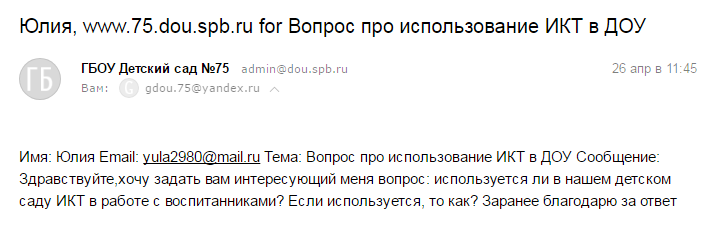 Юлия, www.75.dou.spb.ru for Вопрос про использование ИКТ в ДОУ
ГБ
ГБОУ Детский сад №75 admin@dou.spb.ru 26 апр в 11:45
Вам: G gdou.75@yandex.ru
Имя: Юлия Email: yula2980@mail.ru Тема: Вопрос про использование ИКТ в ДОУ Сообщение:
Здравствуйте,хочу задать вам интересующий меня вопрос: используется ли в нашем детском
саду ИКТ в работе с воспитанниками? Если используется, то как? Заранее благодарю за ответ